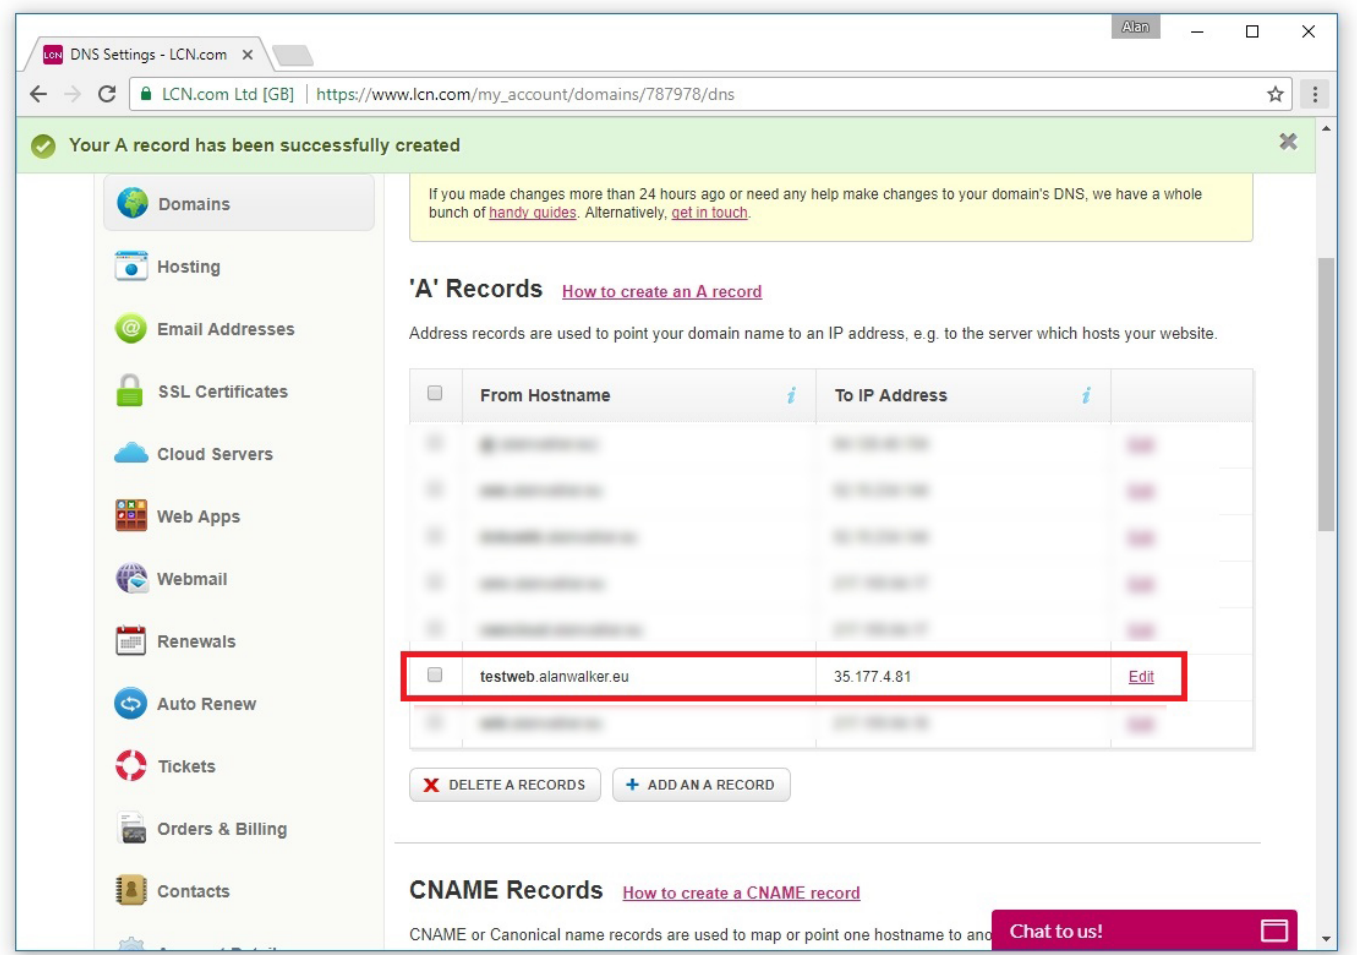 Alan
LCN DNS Settings - LCN.com
LCN.com Ltd [GB] https://www.lcn.com/my_account/domains/787978/dns
Your A record has been successfully created
If you made changes more than 24 hours ago or need any help make changes to your domain's DNS, we have a whole
bunch of handy guides. Alternatively, get in touch.
Domains
Hosting
Email Addresses
SSL Certificates
Cloud Servers
Web Apps
Webmail
Renewals
Auto Renew
Tickets
Orders & Billing
Contacts
'A' Records How to create an A record
Address records are used to point your domain name to an IP address, e.g. to the server which hosts your website.
From Hostname i To IP Address i
testweb.alanwalker.eu 35.177.4.81 Edit
X DELETE A RECORDS + ADD AN A RECORD
CNAME Records How to create a CNAME record
CNAME or Canonical name records are used to map or point one hostname to ano
Chat to us!